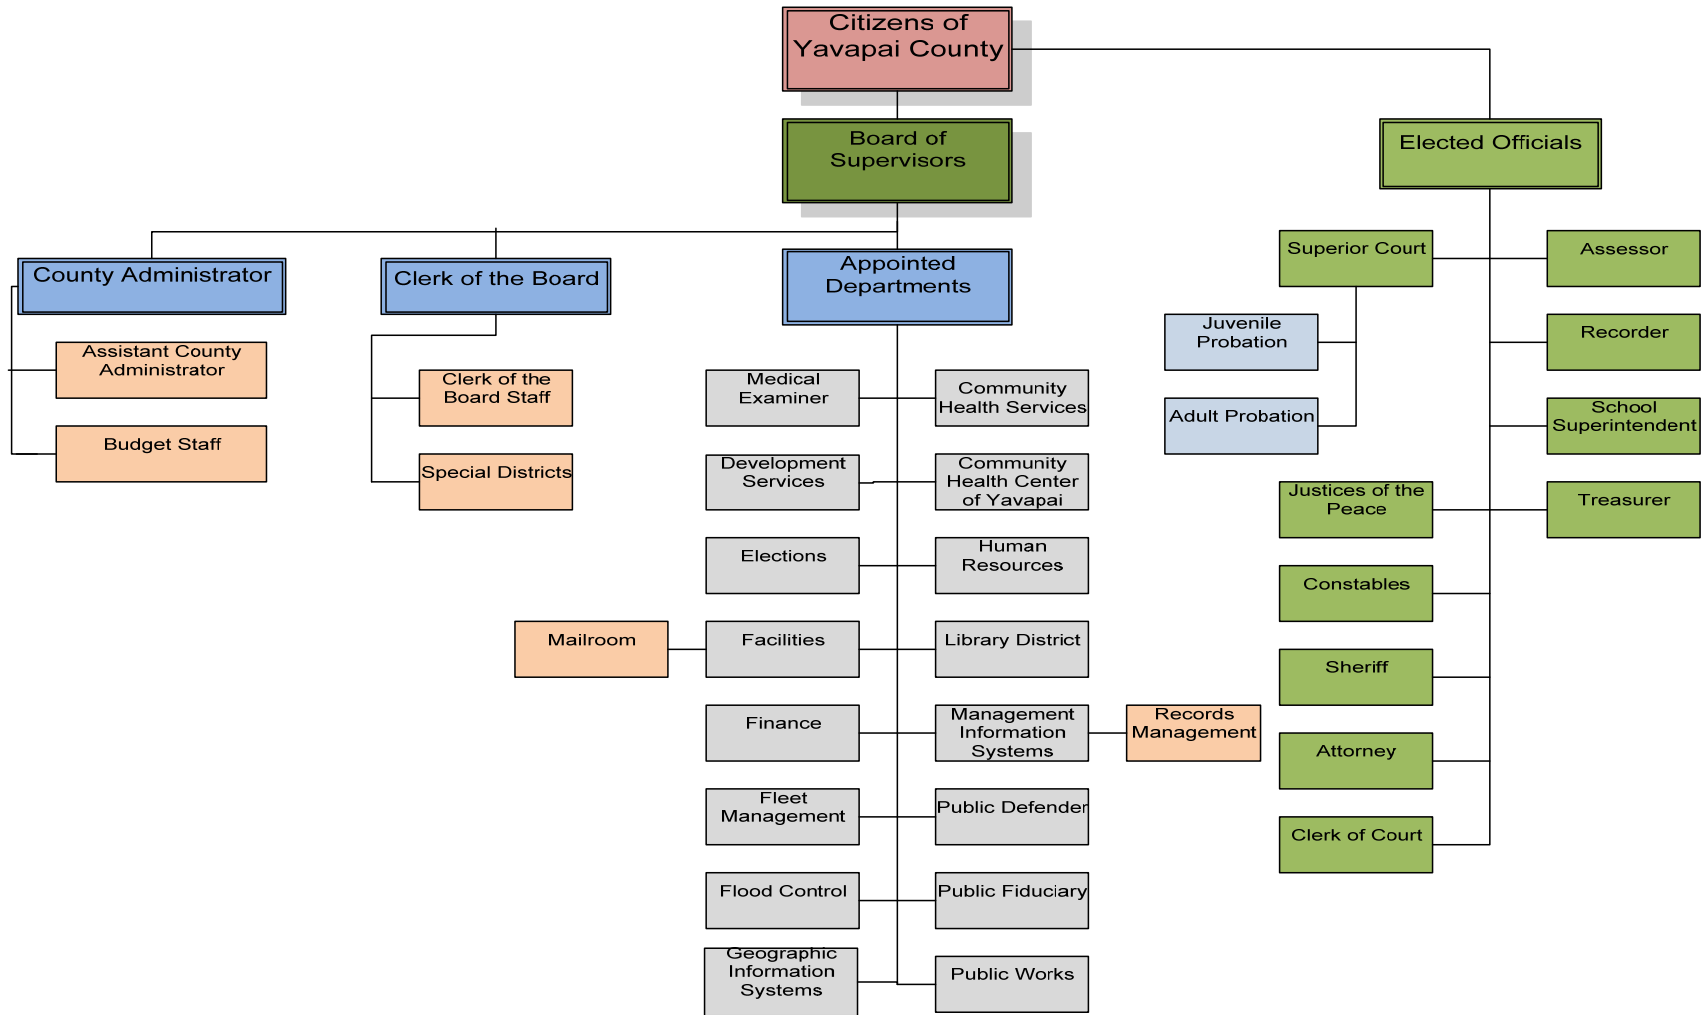 Citizens of
Yavapai County
Board of
Supervisors
Elected Officials
County Administrator
Clerk of the Board
Appointed
Departments
Superior Court
Assessor
Assistant County
Administrator
Budget Staff
Clerk of the
Board Staff
Special Districts
Medical
Examiner
Community
Health Services
Development
Services
Community
Health Center
of Yavapai
Elections
Human
Resources
Mailroom
Facilities
Library District
Finance
Management
Information
Systems
Records
Management
Fleet
Management
Public Defender
Flood Control
Public Fiduciary
Geographic
Information
Systems
Public Works
Juvenile
Probation
Adult Probation
Recorder
School
Superintendent
Justices of the
Peace
Treasurer
Constables
Sheriff
Attorney
Clerk of Court